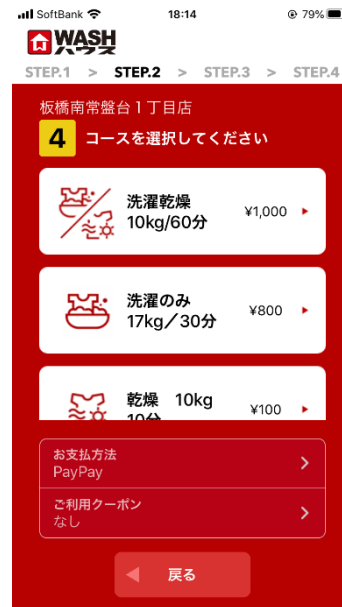 SoftBank 18:14 79%
WASH
ハウス
STEP.1 > STEP.2 > STEP.3 > STEP.4
板橋南常盤台1丁目店
4 コースを選択してください
洗濯乾燥
10kg/60分 ¥1,000
洗濯のみ
17kg/30分 ¥800
乾燥 10kg
10分 ¥100
お支払方法
PayPay
ご利用クーポン
なし
戻る